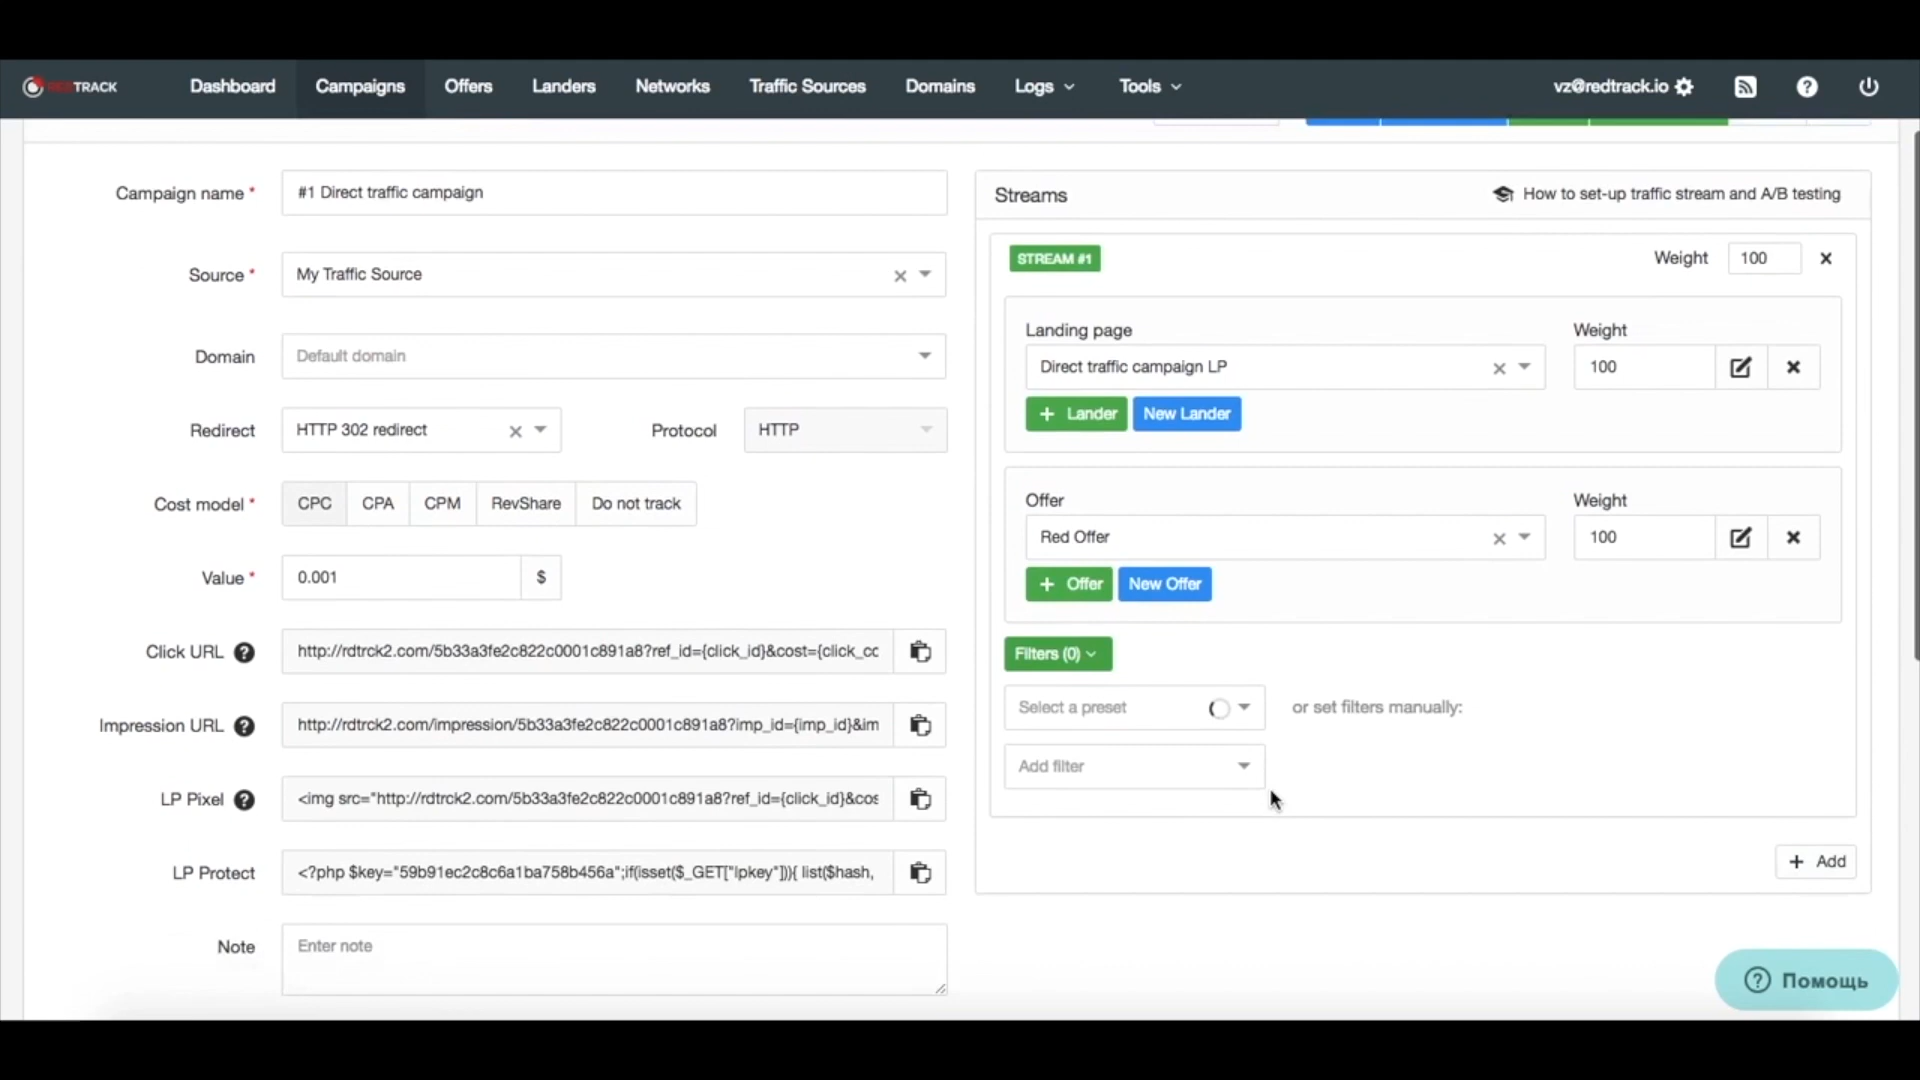 REDTRACK
Dashboard
Campaigns
Offers
Landers
Networks
Traffic Sources
Domains
Logs
Tools
vz@redtrack.io
Campaign name *
#1 Direct traffic campaign
Source *
My Traffic Source
Domain
Default domain
Redirect
HTTP 302 redirect
Protocol
HTTP
Cost model *
CPC
CPA
CPM
RevShare
Do not track
Value *
0.001
$
Click URL
http://rdtrck2.com/5b33a3fe2c822c0001c891a8?ref_id={click_id}&cost={click_cc
Impression URL
http://rdtrck2.com/impression/5b33a3fe2c822c0001c891a8?imp_id={imp_id}&im
LP Pixel
<img src="http://rdtrck2.com/5b33a3fe2c822c0001c891a8?ref_id={click_id}&cos
LP Protect
<?php $key="59b91ec2c8c6a1ba758b456a";if(isset($_GET["lpkey"])){ list($hash,
Note
Enter note
Streams
How to set-up traffic stream and A/B testing
STREAM #1
Weight
100
Landing page
Weight
Direct traffic campaign LP
100
+ Lander
New Lander
Offer
Weight
Red Offer
100
+ Offer
New Offer
Filters (0)
Select a preset
or set filters manually:
Add filter
+ Add
Помощь